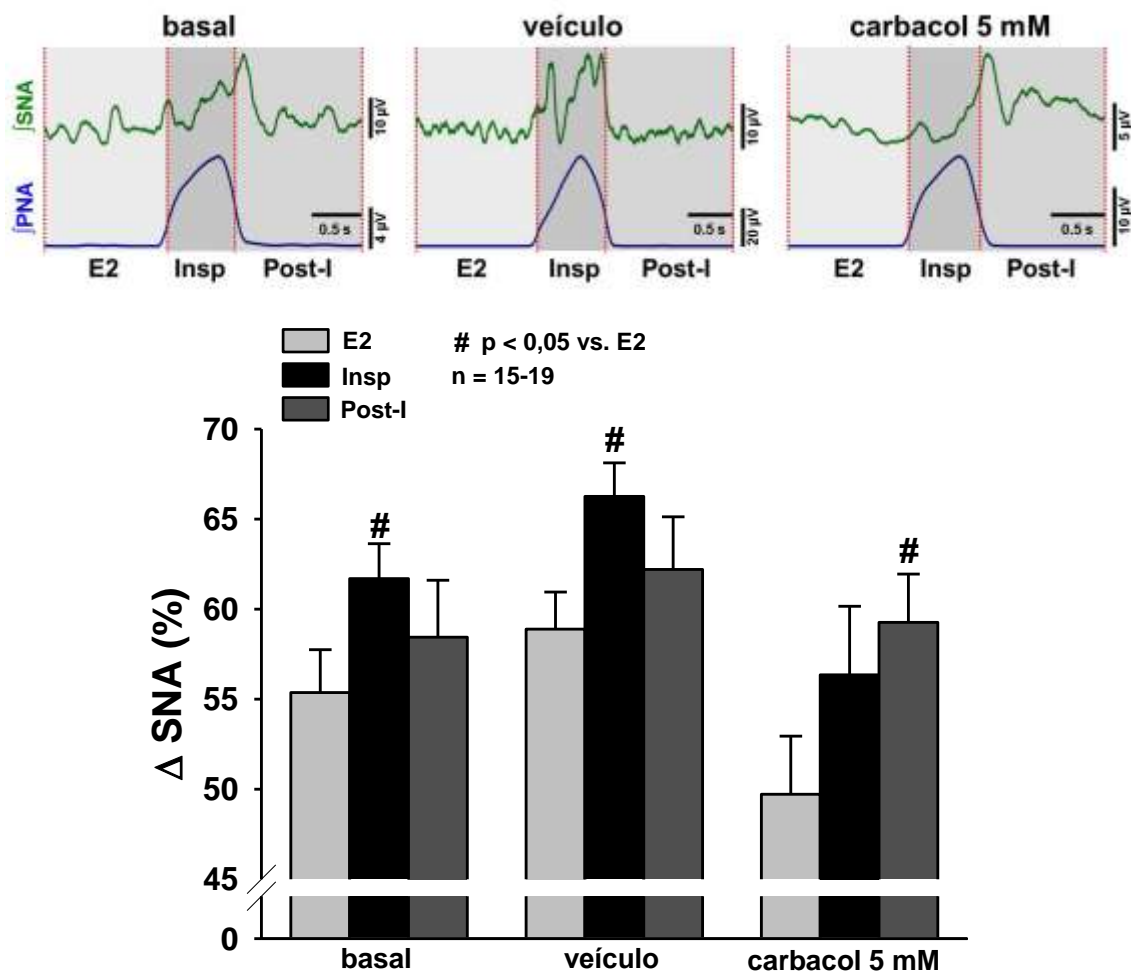 basal veículo carbacol 5 mM
∫SNA
10 µV
10 µV
5 µV
∫PNA
0.5 s
4 µV
0.5 s
20 µV
0.5 s
10 µV
E2 Insp Post-I E2 Insp Post-I E2 Insp Post-I
E2
# p < 0,05 vs. E2
Insp
n = 15-19
Post-I
Δ SNA (%)
70
65
60
55
50
45
0
#
#
#
basal veículo carbacol 5 mM